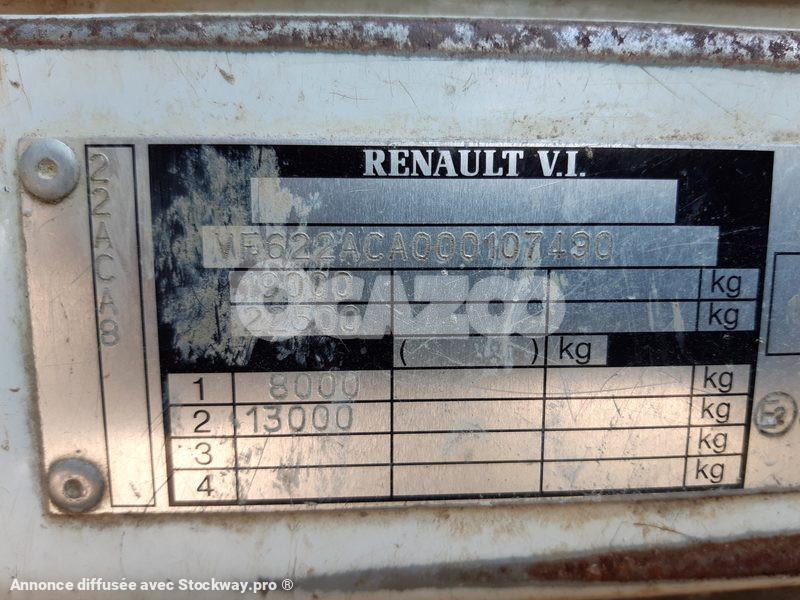 RENAULT V.I.
22ACA8
VF622ACA000107490
19000 kg
22500 kg
( ) kg
1 8000 kg
2 13000 kg
3 kg
4 kg
CAZOO
Annonce diffusée avec Stockway.pro ®